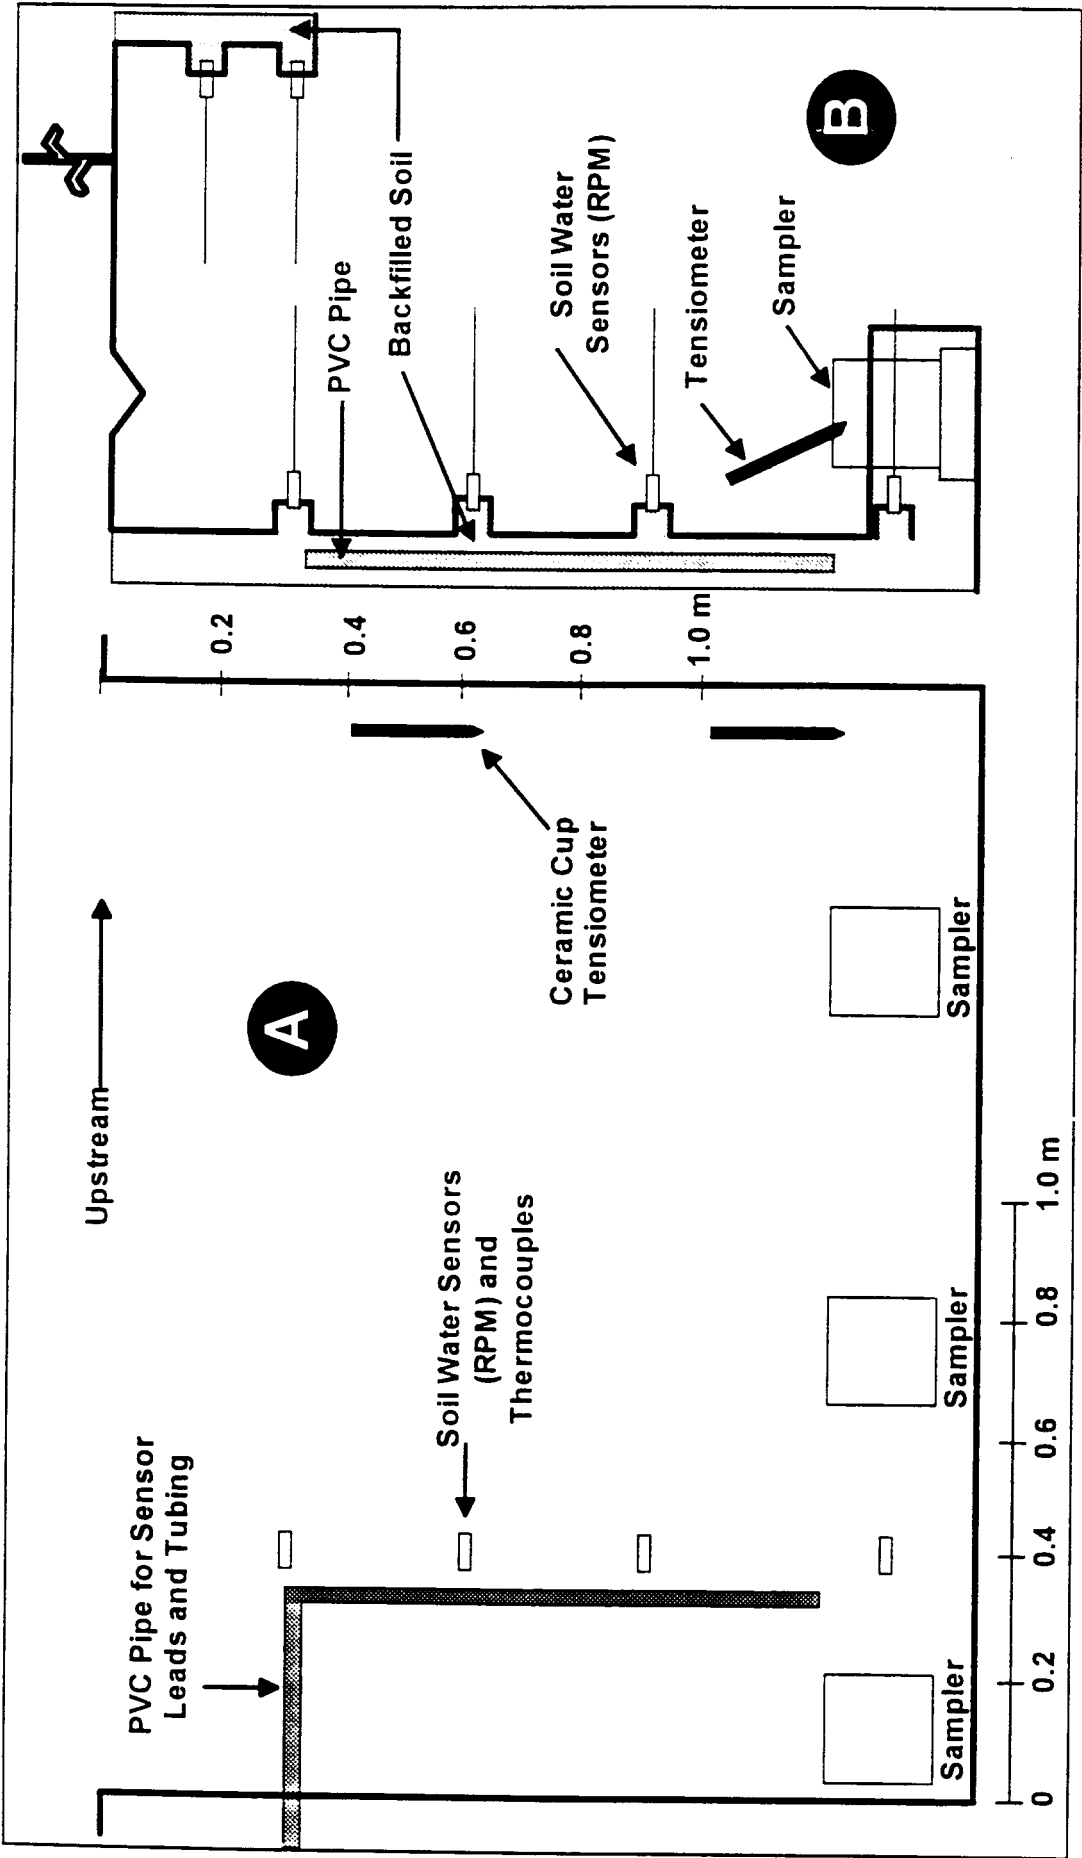 Upstream
A
PVC Pipe for Sensor
Leads and Tubing
Soil Water Sensors
(RPM) and
Thermocouples
Ceramic Cup
Tensiometer
Sampler
Sampler
Sampler
0
0.2
0.4
0.6
0.8
1.0 m
0.2
0.4
0.6
0.8
1.0 m
PVC Pipe
Backfilled Soil
Soil Water
Sensors (RPM)
Tensiometer
Sampler
B